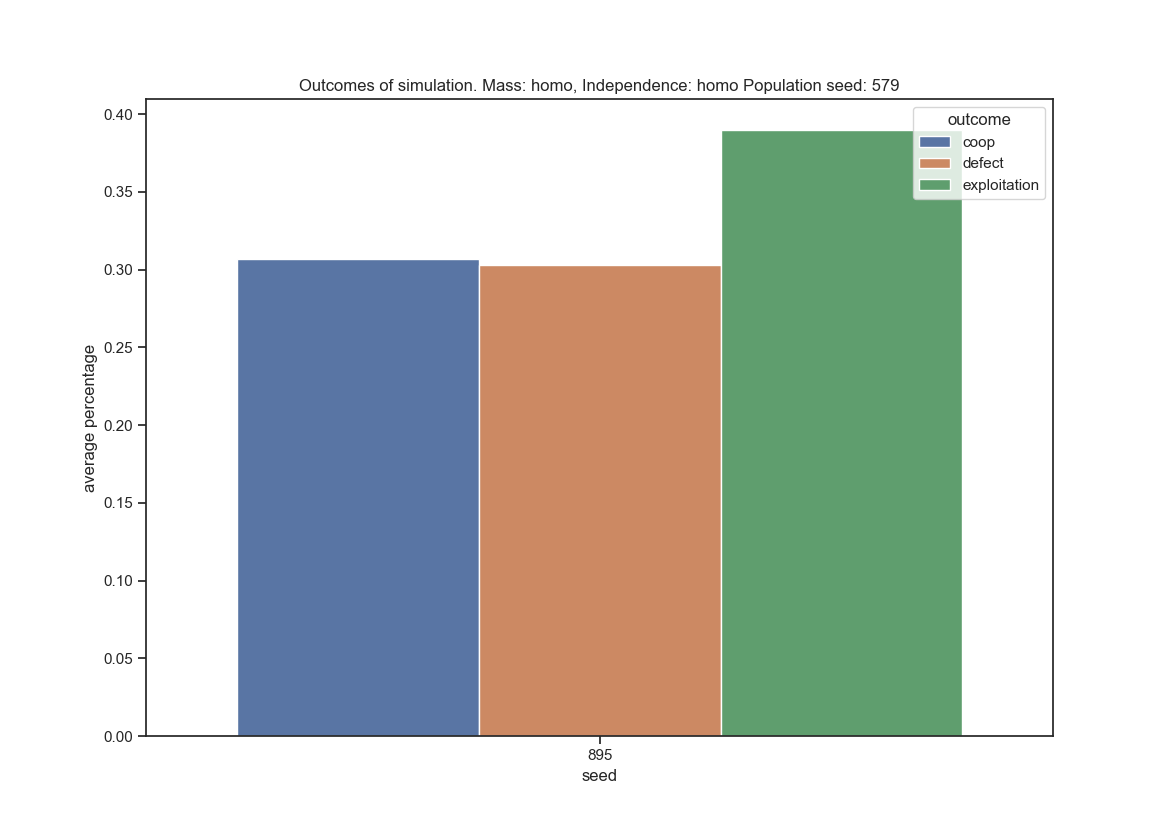 Outcomes of simulation. Mass: homo, Independence: homo Population seed: 579
outcome
coop
defect
exploitation
average percentage
0.40
0.35
0.30
0.25
0.20
0.15
0.10
0.05
0.00
895
seed